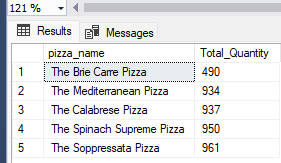 121 %
Results Messages
pizza_name Total_Quantity
1 The Brie Carre Pizza 490
2 The Mediterranean Pizza 934
3 The Calabrese Pizza 937
4 The Spinach Supreme Pizza 950
5 The Soppressata Pizza 961